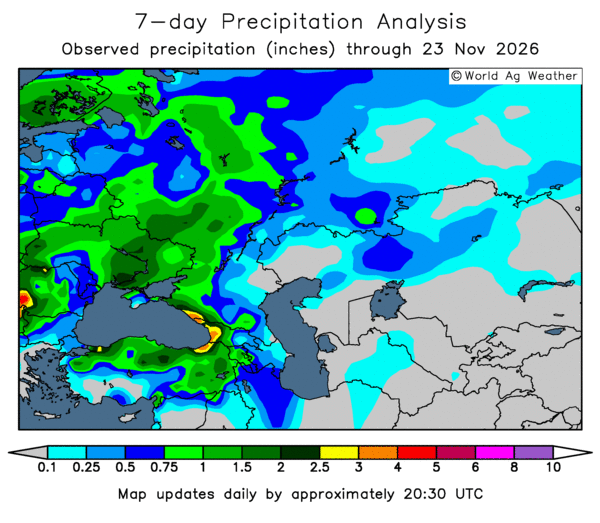 7-day Precipitation Analysis
Observed precipitation (inches) through 23 Nov 2026
© World Ag Weather
0.1 0.25 0.5 0.75 1 1.5 2 2.5 3 4 5 6 8 10
Map updates daily by approximately 20:30 UTC